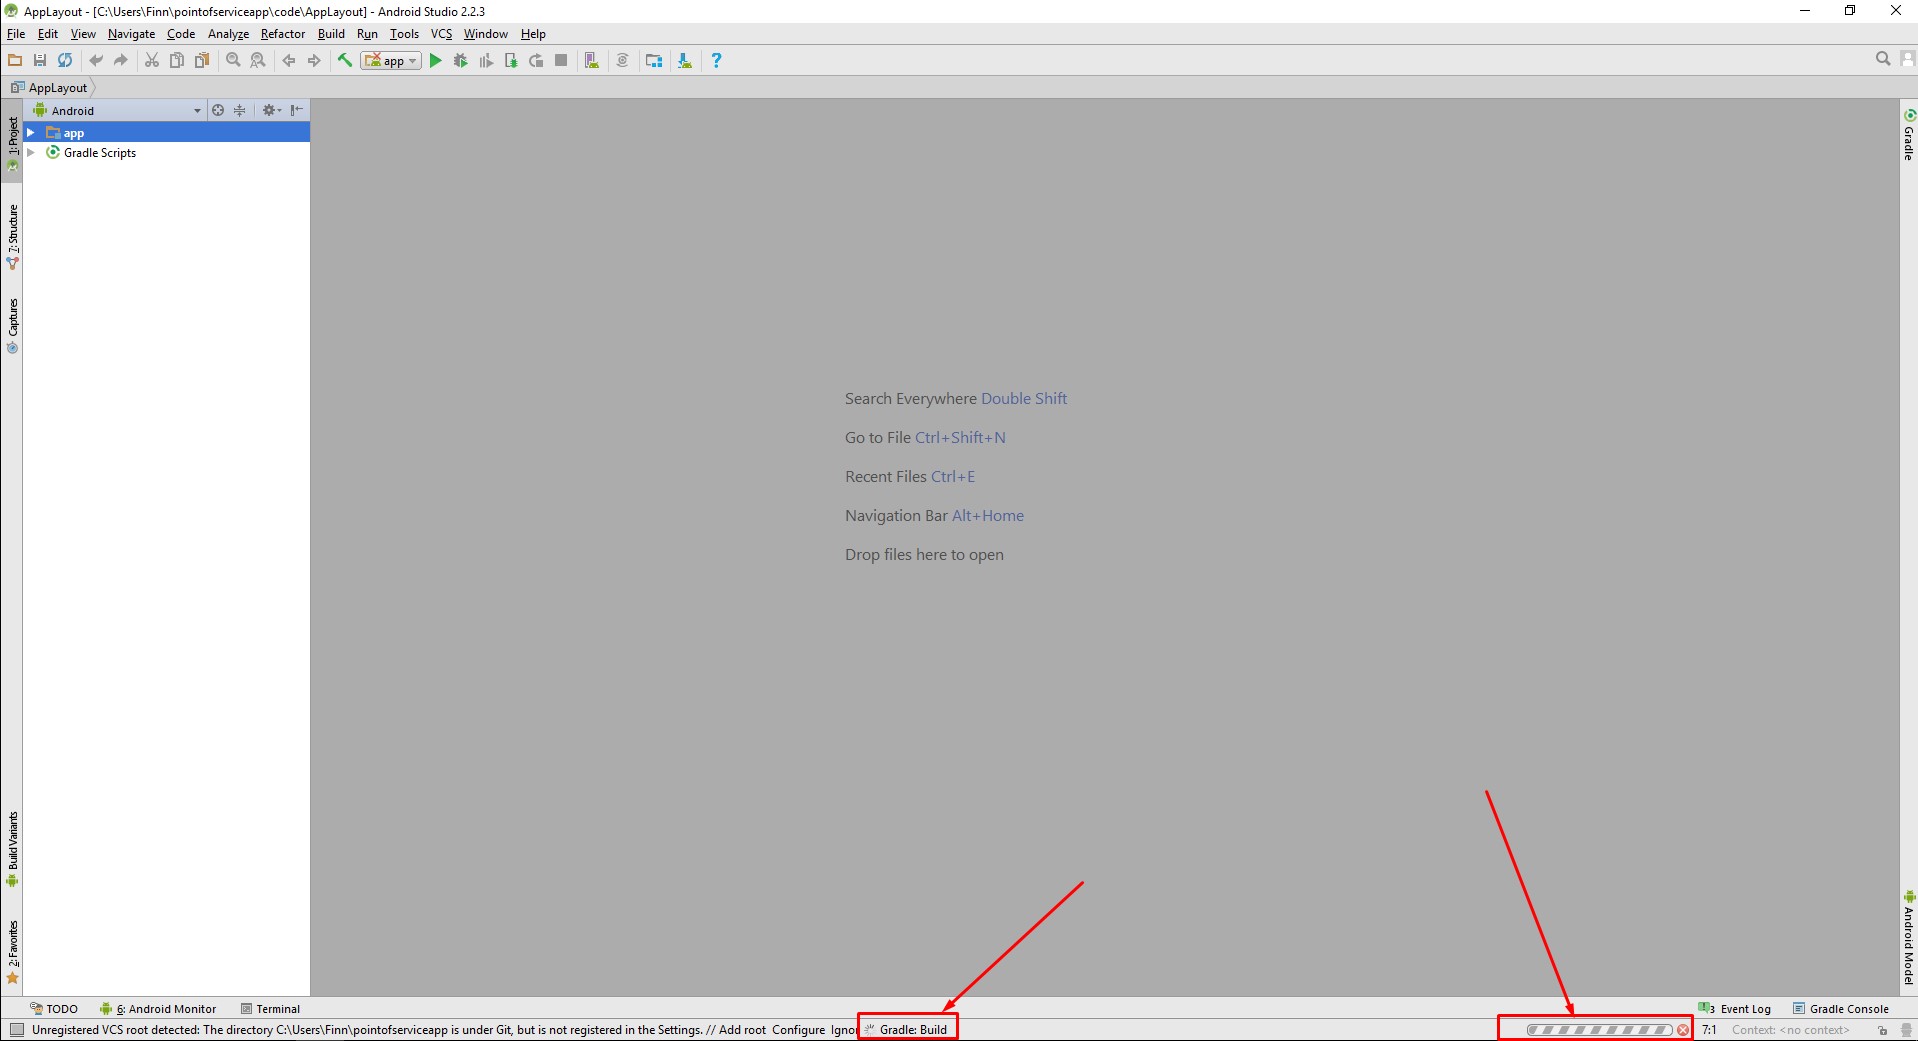 AppLayout - [C:\Users\Finn\pointofserviceapp\code\AppLayout] - Android Studio 2.2.3
File Edit View Navigate Code Analyze Refactor Build Run Tools VCS Window Help
app
AppLayout
Android
app
Gradle Scripts
1: Project
7: Structure
Captures
Build Variants
2: Favorites
Gradle
Android Model
Search Everywhere Double Shift
Go to File Ctrl+Shift+N
Recent Files Ctrl+E
Navigation Bar Alt+Home
Drop files here to open
TODO 6: Android Monitor Terminal 3 Event Log Gradle Console
Unregistered VCS root detected: The directory C:\Users\Finn\pointofserviceapp is under Git, but is not registered in the Settings. // Add root Configure Ignor Gradle: Build 7:1 Context: <no context>